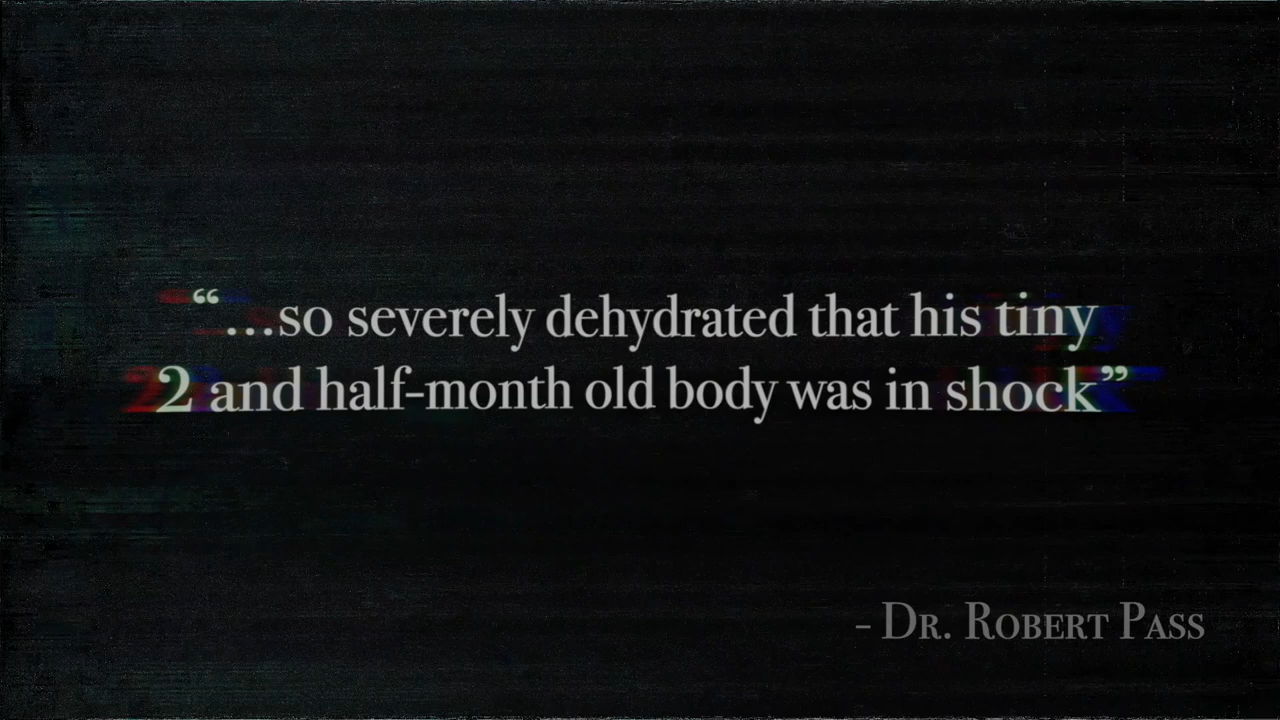 “…so severely dehydrated that his tiny
2 and half-month old body was in shock”
– Dr. Robert Pass